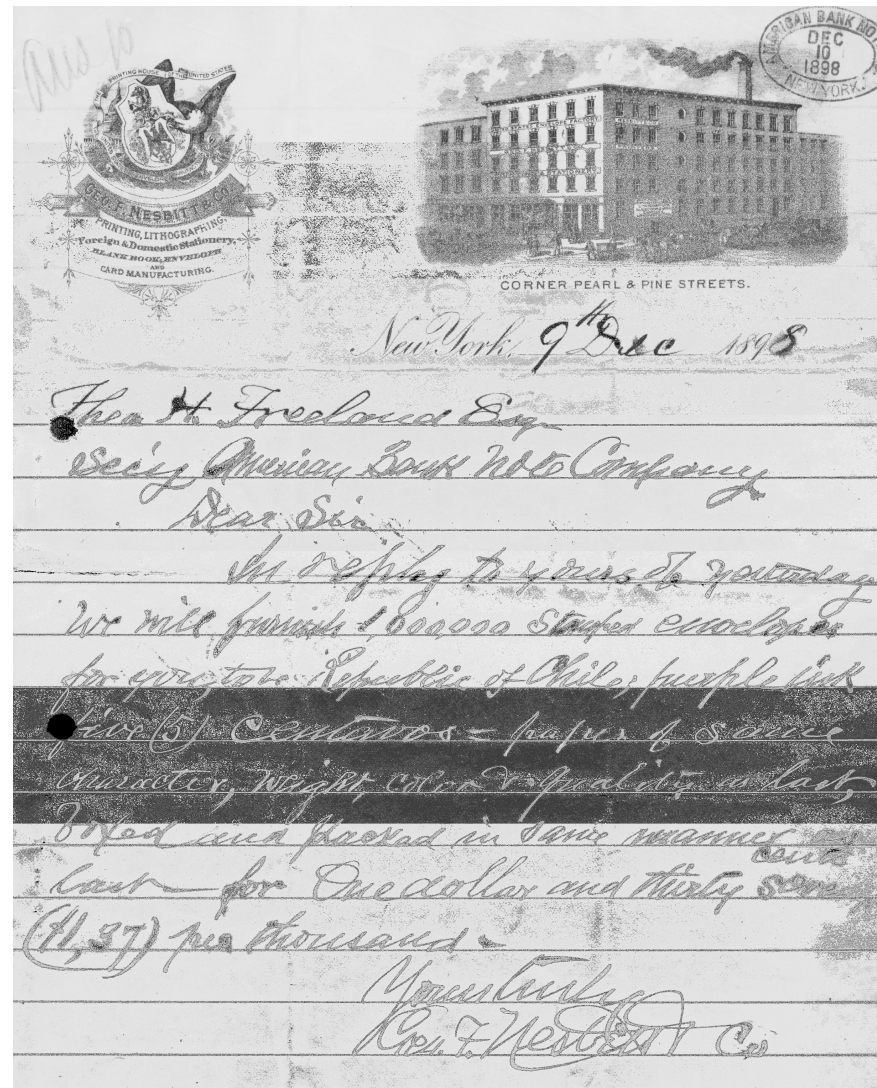 Ans 10
PRINTING HOUSE OF THE UNITED STATES
GEO. F. NESBITT & CO.
PRINTING, LITHOGRAPHING,
Foreign & Domestic Stationery,
BLANK BOOK, ENVELOPE
AND
CARD MANUFACTURING.
AMERICAN BANK NOTE
DEC
10
1898
NEW YORK.
CORNER PEARL & PINE STREETS.
New York, 9th Dec 1898
Theo H. Freeland Esq
Sec'y American Bank Note Company
Dear Sir
In reply to yours of yesterday
We will furnish 1,000,000 Stamped envelopes
for you, to Republic of Chile, purple ink
five (5) Centavos - paper of same
character, weight, color & quality as last,
boxed and packed in same manner as
last - for One dollar and thirty seven cents
($1,37) per thousand -
Yours truly
Geo. F. Nesbitt & Co